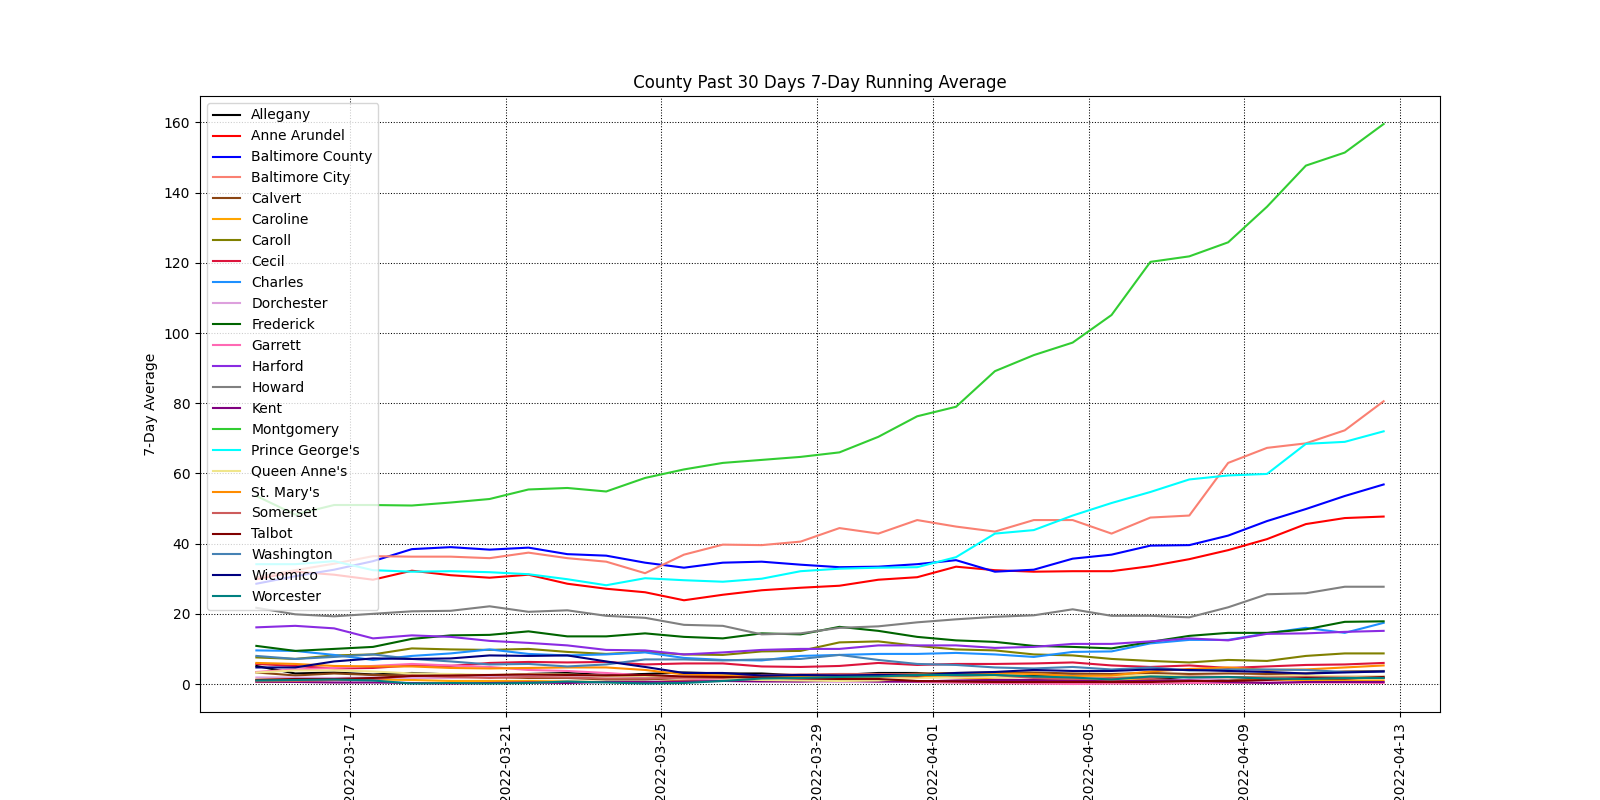 County Past 30 Days 7-Day Running Average
160
140
120
100
80
60
40
20
0
7-Day Average
Allegany
Anne Arundel
Baltimore County
Baltimore City
Calvert
Caroline
Caroll
Cecil
Charles
Dorchester
Frederick
Garrett
Harford
Howard
Kent
Montgomery
Prince George's
Queen Anne's
St. Mary's
Somerset
Talbot
Washington
Wicomico
Worcester
2022-03-17
2022-03-21
2022-03-25
2022-03-29
2022-04-01
2022-04-05
2022-04-09
2022-04-13